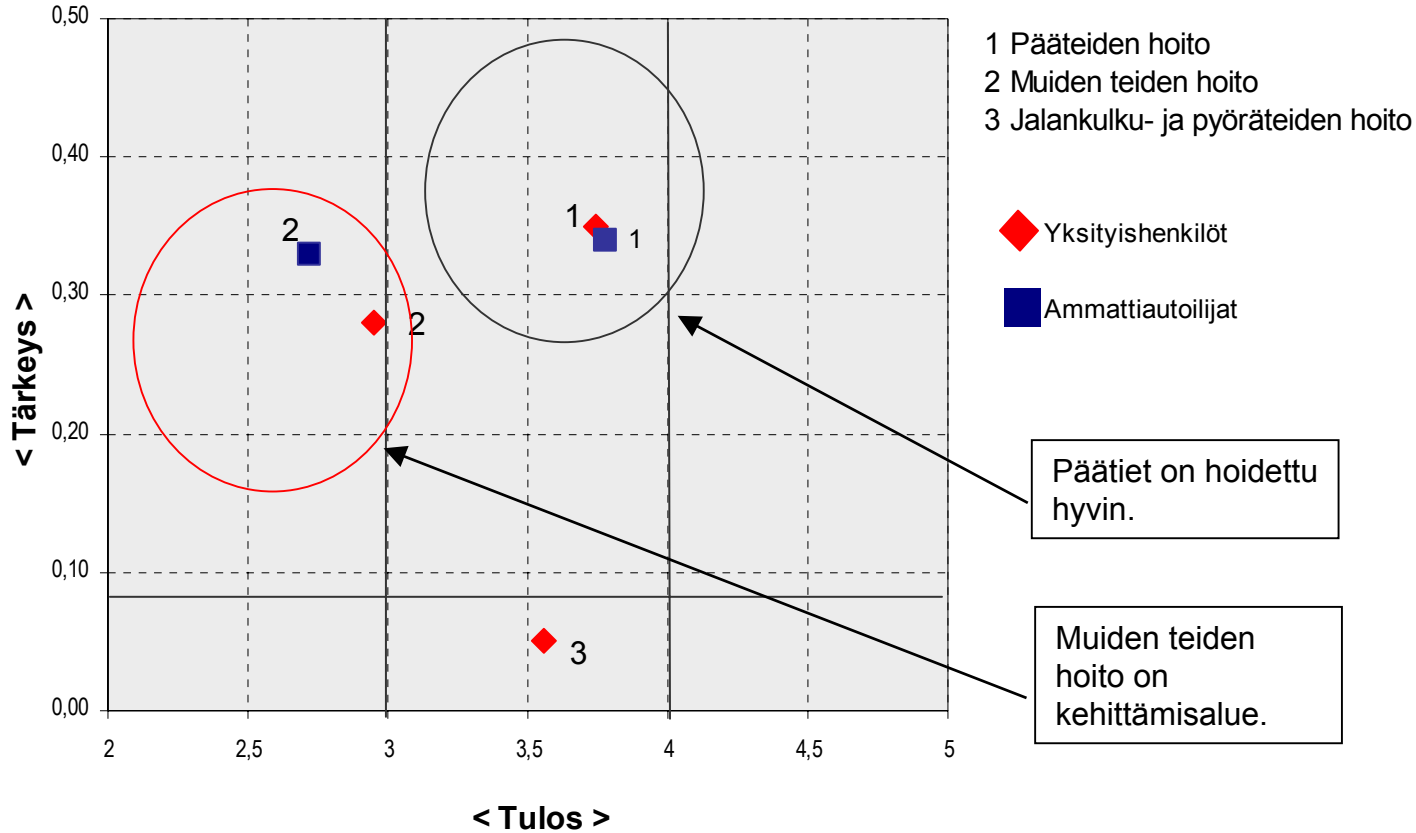 0,50
0,40
0,30
0,20
0,10
0,00
2
2,5
3
3,5
4
4,5
5
< Tärkeys >
< Tulos >
2
2
1
1
3
1 Pääteiden hoito
2 Muiden teiden hoito
3 Jalankulku- ja pyöräteiden hoito
Yksityishenkilöt
Ammattiautoilijat
Päätiet on hoidettu
hyvin.
Muiden teiden
hoito on
kehittämisalue.